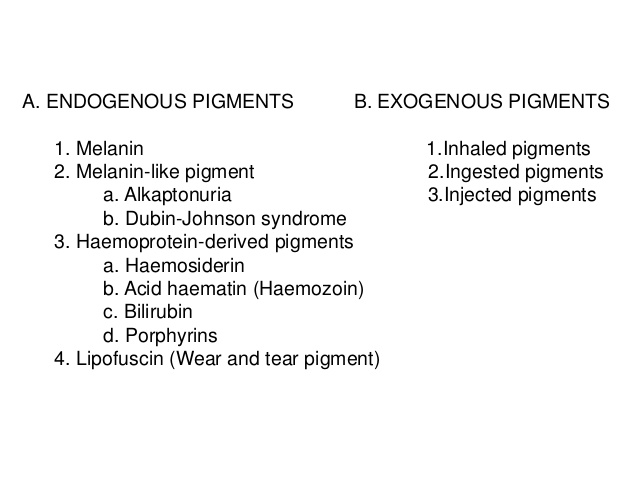 A. ENDOGENOUS PIGMENTS
1. Melanin
2. Melanin-like pigment
a. Alkaptonuria
b. Dubin-Johnson syndrome
3. Haemoprotein-derived pigments
a. Haemosiderin
b. Acid haematin (Haemozoin)
c. Bilirubin
d. Porphyrins
4. Lipofuscin (Wear and tear pigment)
B. EXOGENOUS PIGMENTS
1.Inhaled pigments
2.Ingested pigments
3.Injected pigments